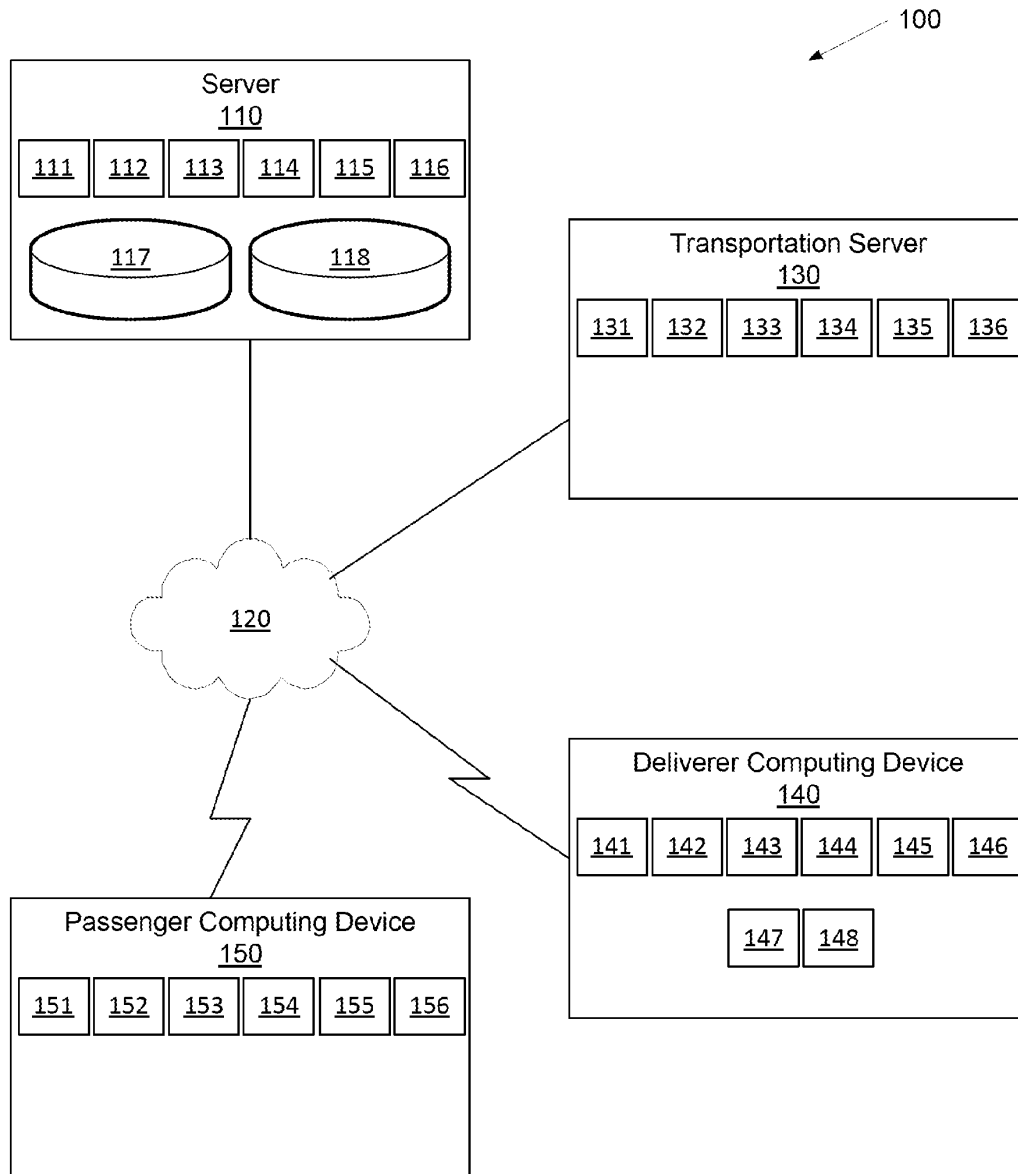 100
Server
110
111 112 113 114 115 116
117 118
Transportation Server
130
131 132 133 134 135 136
120
Deliverer Computing Device
140
141 142 143 144 145 146
147 148
Passenger Computing Device
150
151 152 153 154 155 156